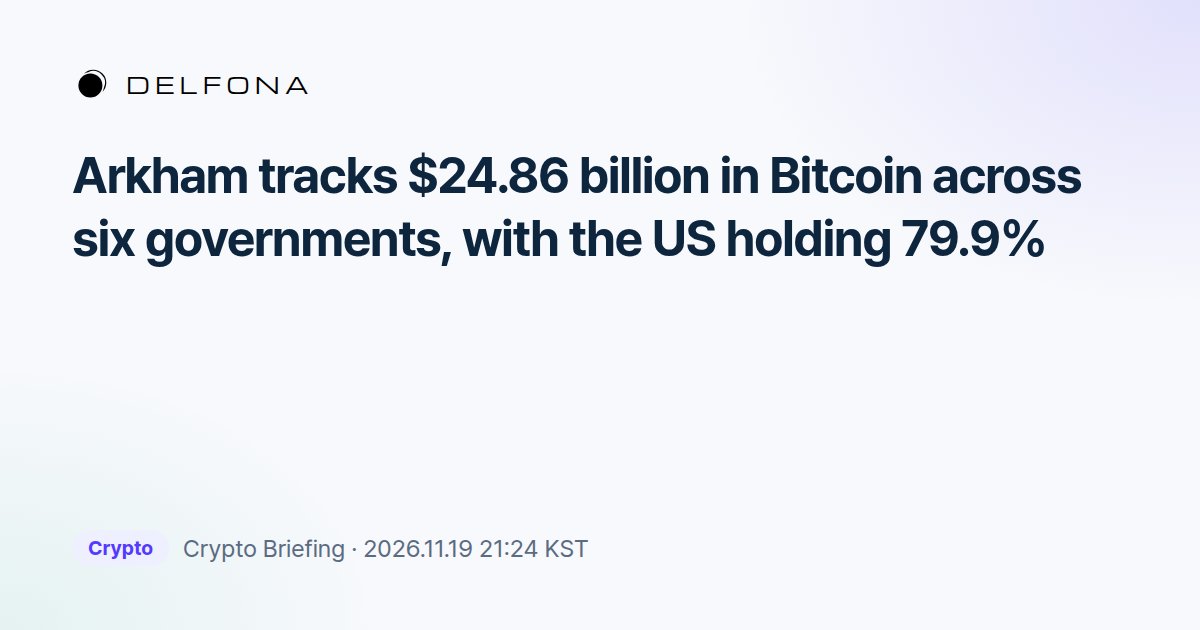 DELFONA
Arkham tracks $24.86 billion in Bitcoin across
six governments, with the US holding 79.9%
Crypto Crypto Briefing · 2026.11.19 21:24 KST